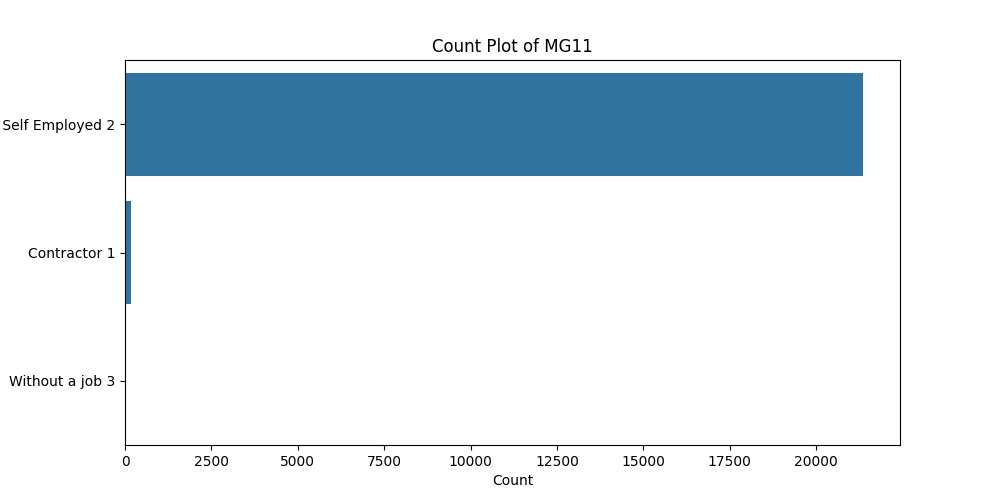 Count Plot of MG11
Self Employed 2
Contractor 1
Without a job 3
0 2500 5000 7500 10000 12500 15000 17500 20000
Count